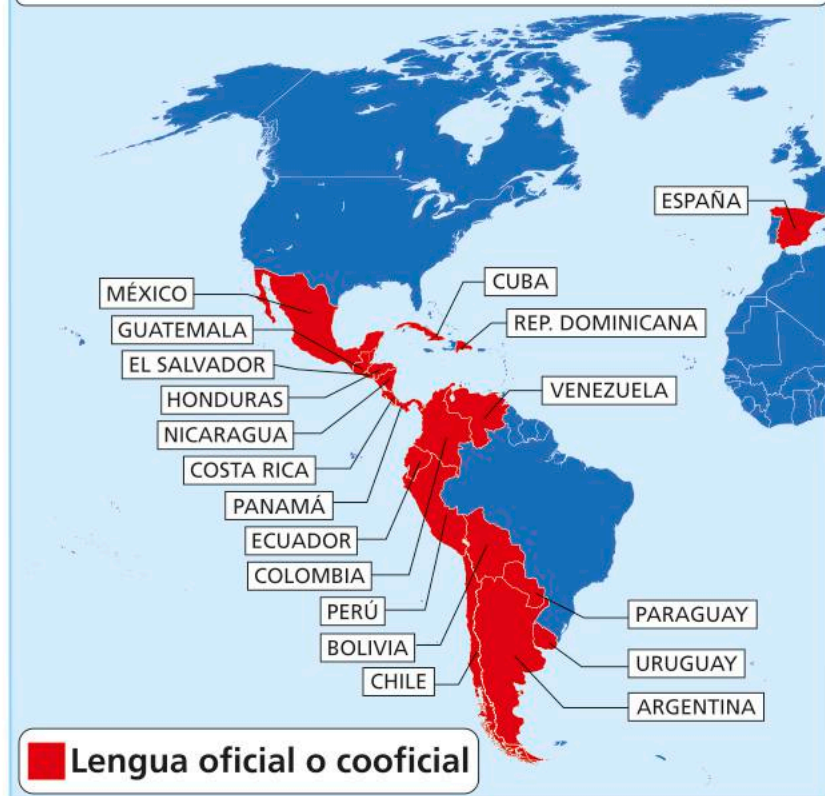 ESPAÑA
MÉXICO
CUBA
GUATEMALA
REP. DOMINICANA
EL SALVADOR
HONDURAS
VENEZUELA
NICARAGUA
COSTA RICA
PANAMÁ
ECUADOR
COLOMBIA
PERÚ
PARAGUAY
BOLIVIA
URUGUAY
CHILE
ARGENTINA
Lengua oficial o cooficial